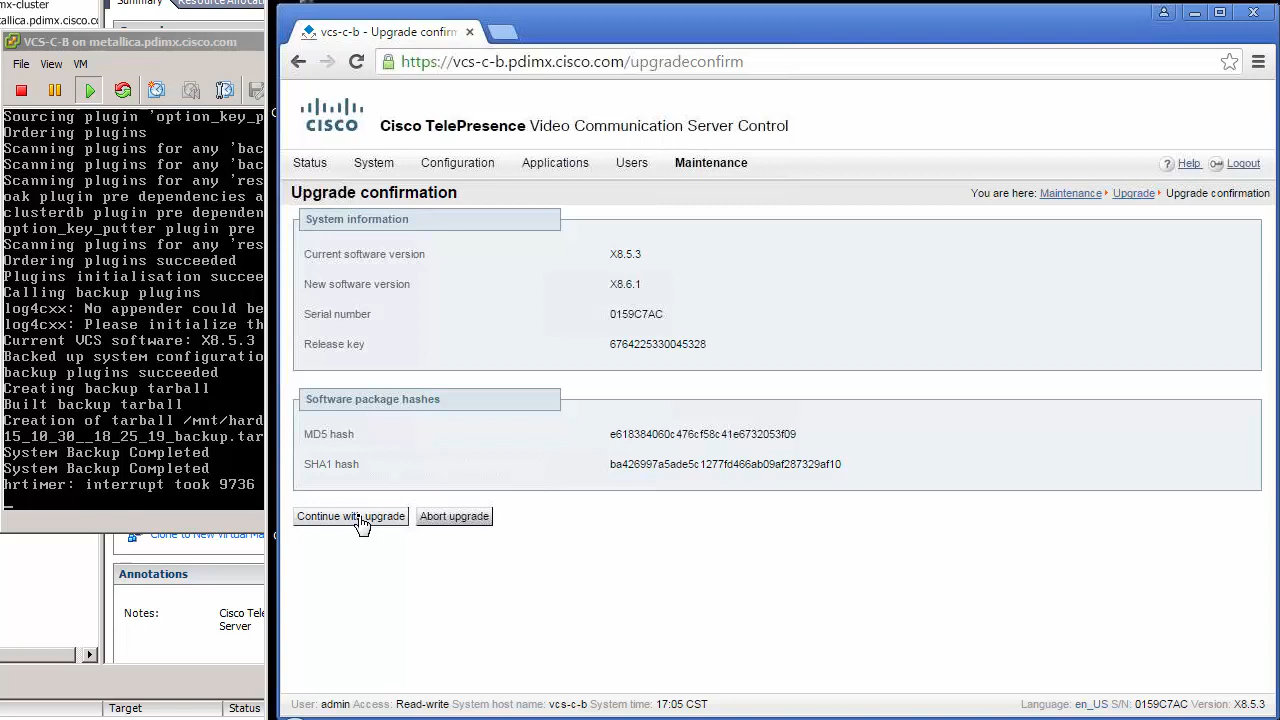 mx-cluster
Summary
Resource Allocati
tallica.pdimx.cisco.co
VCS-C-B on metallica.pdimx.cisco.com
File View VM
Sourcing plugin 'option_key_p
Ordering plugins
Scanning plugins for any 'bac
Scanning plugins for any 'bac
Scanning plugins for any 'res
oak plugin pre dependencies a
clusterdb plugin pre dependen
option_key_putter plugin pre
Scanning plugins for any 'res
Ordering plugins succeeded
Plugins initialisation succee
Calling backup plugins
log4cxx: No appender could be
log4cxx: Please initialize th
Current VCS software: X8.5.3
Backed up system configuratio
backup plugins succeeded
Creating backup tarball
Built backup tarball
Creation of tarball /mnt/hard
15_10_30__18_25_19_backup.tar
System Backup Completed
System Backup Completed
hrtimer: interrupt took 9736
Clone to New Virtual Ma
Annotations
Notes: Cisco Tele
Server
Target Status
vcs-c-b - Upgrade confirm
https://vcs-c-b.pdimx.cisco.com/upgradeconfirm
CISCO
Cisco TelePresence Video Communication Server Control
Status System Configuration Applications Users Maintenance
Help Logout
Upgrade confirmation
You are here: Maintenance Upgrade Upgrade confirmation
System information
Current software version X8.5.3
New software version X8.6.1
Serial number 0159C7AC
Release key 6764225330045328
Software package hashes
MD5 hash e618384060c476cf58c41e6732053f09
SHA1 hash ba426997a5ade5c1277fd466ab09af287329af10
Continue with upgrade Abort upgrade
User: admin Access: Read-write System host name: vcs-c-b System time: 17:05 CST
Language: en_US S/N: 0159C7AC Version: X8.5.3